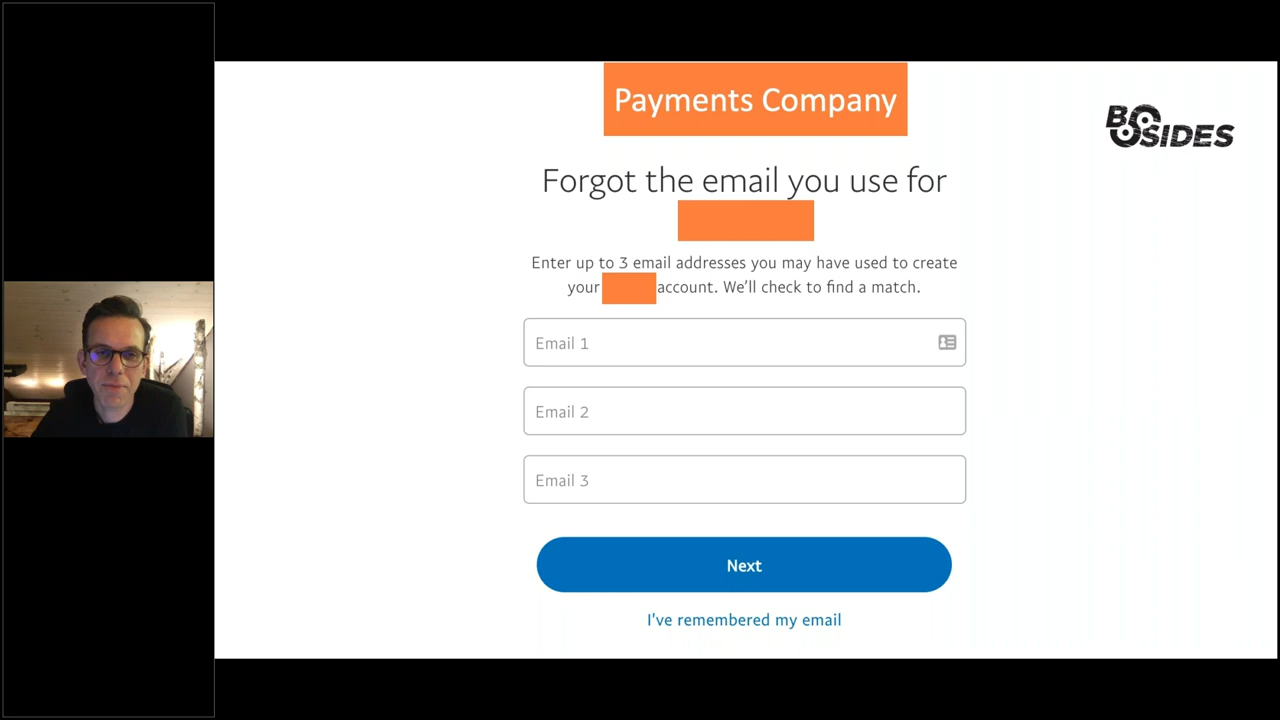 Payments Company
BOSIDES
Forgot the email you use for
Enter up to 3 email addresses you may have used to create
your account. We'll check to find a match.
Email 1
Email 2
Email 3
Next
I've remembered my email